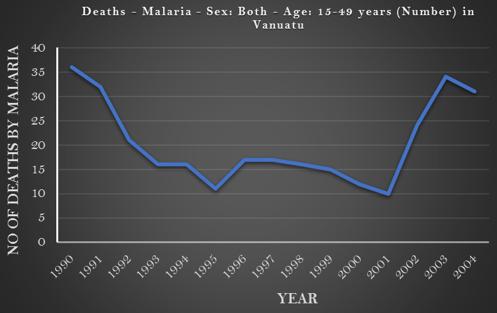 Deaths - Malaria - Sex: Both - Age: 15-49 years (Number) in
Vanuatu
NO OF DEATHS BY MALARIA
40
35
30
25
20
15
10
5
0
1990 1991 1992 1993 1994 1995 1996 1997 1998 1999 2000 2001 2002 2003 2004
YEAR